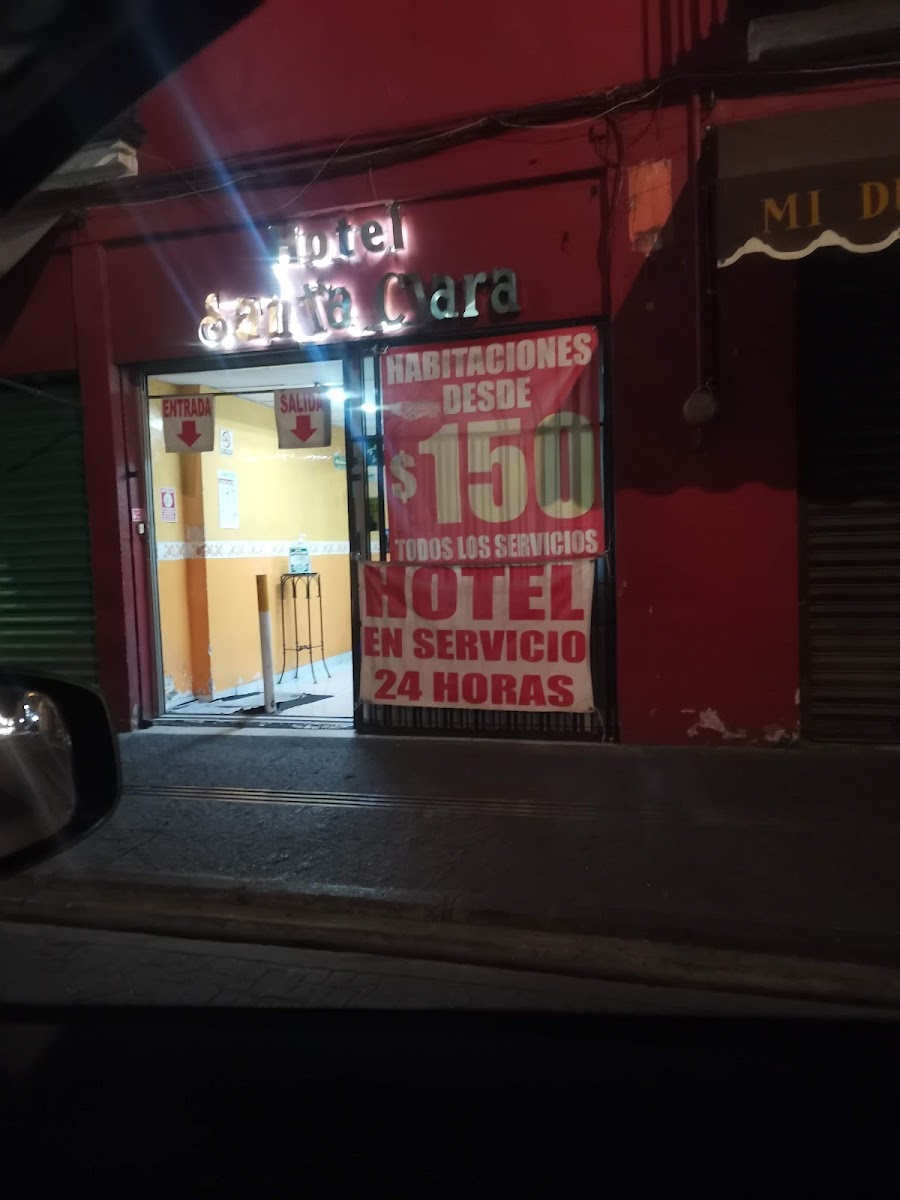 Hotel
Santa Clara
MI
ENTRADA
SALIDA
HABITACIONES
DESDE
$150
TODOS LOS SERVICIOS
HOTEL
EN SERVICIO
24 HORAS